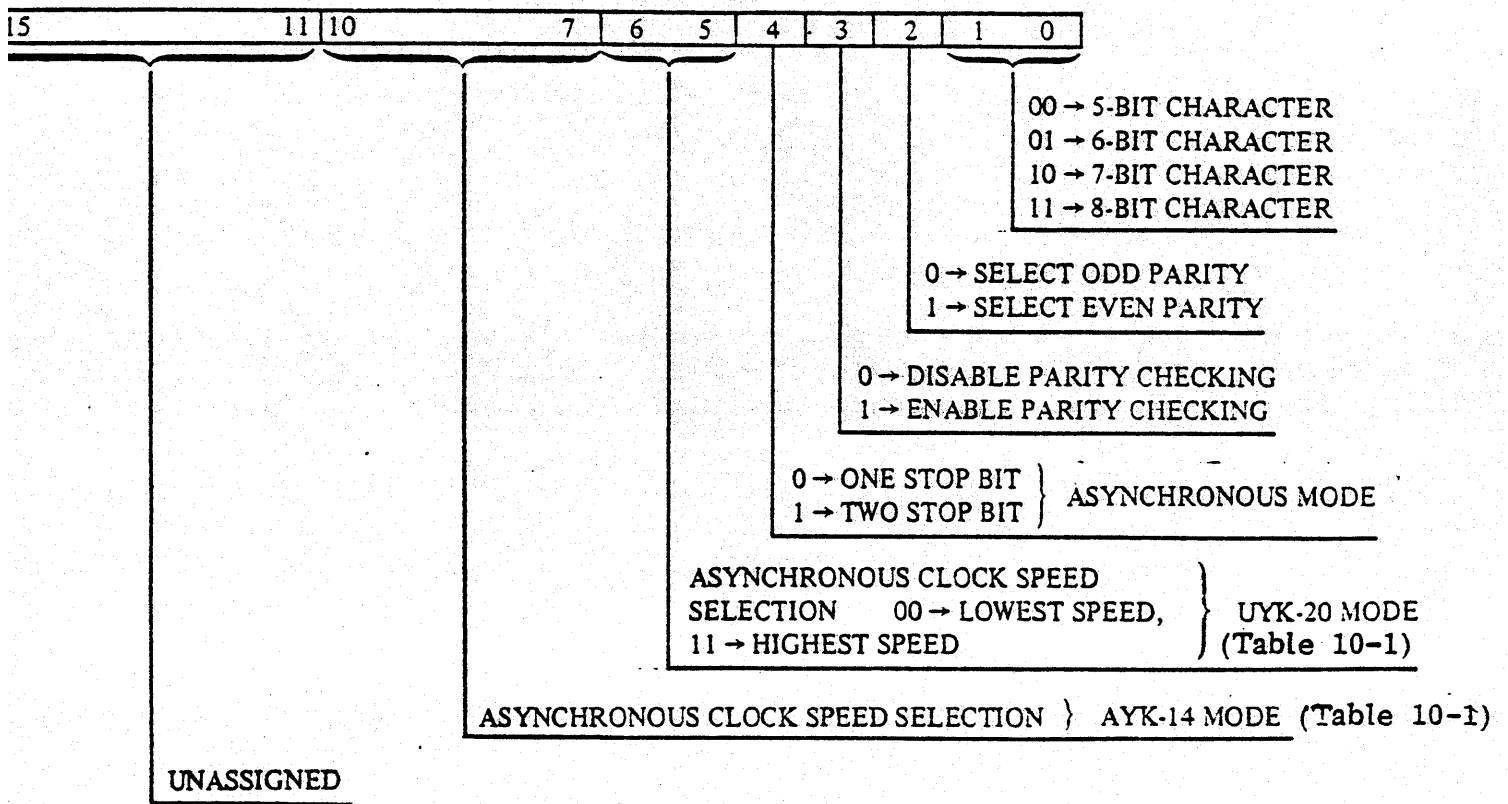 15 11 10 7 6 5 4 3 2 1 0
00 → 5-BIT CHARACTER
01 → 6-BIT CHARACTER
10 → 7-BIT CHARACTER
11 → 8-BIT CHARACTER
0 → SELECT ODD PARITY
1 → SELECT EVEN PARITY
0 → DISABLE PARITY CHECKING
1 → ENABLE PARITY CHECKING
0 → ONE STOP BIT
1 → TWO STOP BIT
ASYNCHRONOUS MODE
ASYNCHRONOUS CLOCK SPEED
SELECTION 00 → LOWEST SPEED,
11 → HIGHEST SPEED
UYK-20 MODE
(Table 10-1)
ASYNCHRONOUS CLOCK SPEED SELECTION } AYK-14 MODE (Table 10-1)
UNASSIGNED